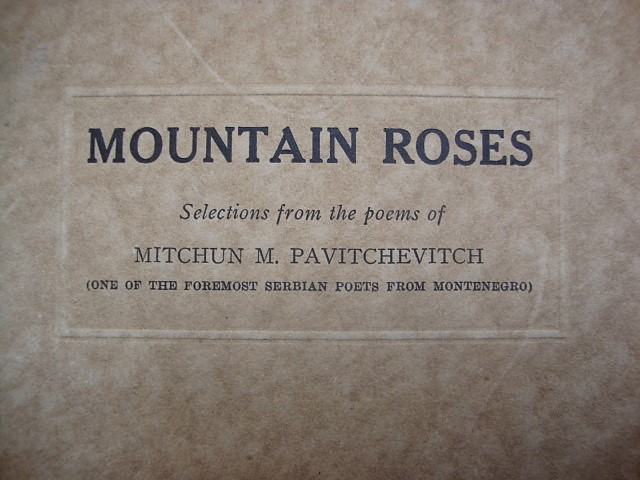 MOUNTAIN ROSES
Selections from the poems of
MITCHUN M. PAVITCHEVITCH
(ONE OF THE FOREMOST SERBIAN POETS FROM MONTENEGRO)